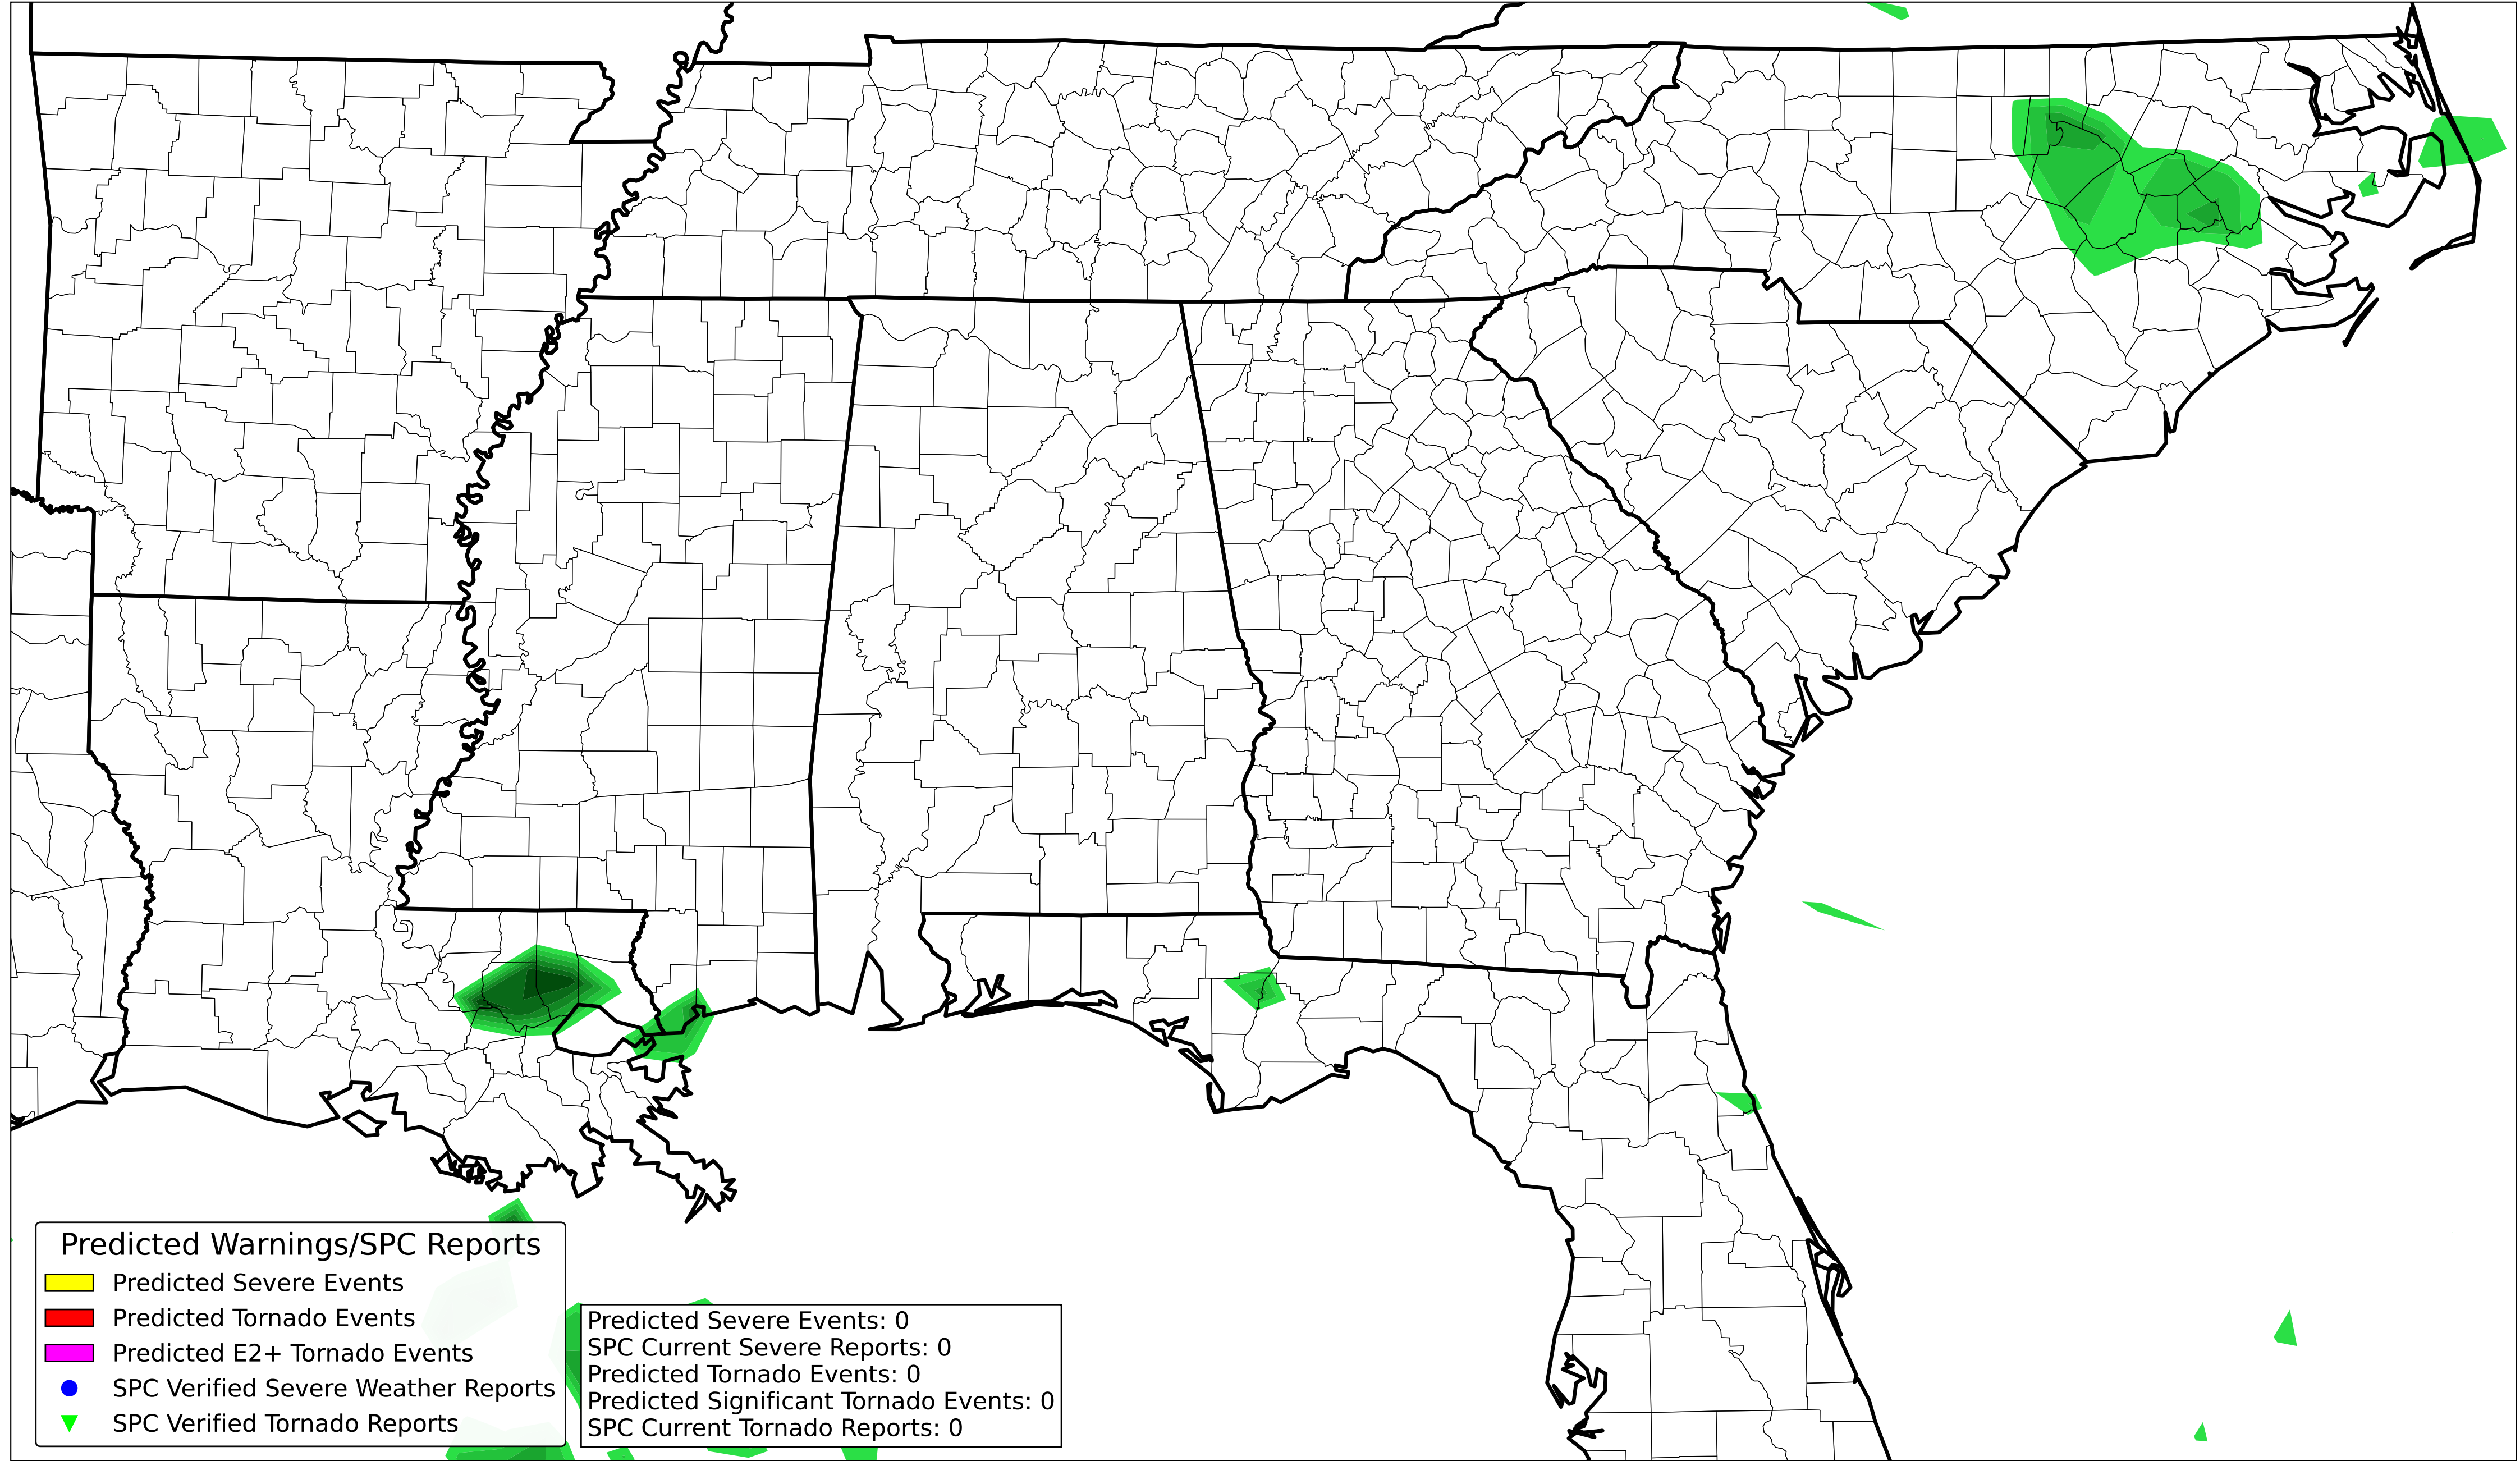 Predicted Warnings/SPC Reports
Predicted Severe Events
Predicted Tornado Events
Predicted E2+ Tornado Events
SPC Verified Severe Weather Reports
SPC Verified Tornado Reports
Predicted Severe Events: 0
SPC Current Severe Reports: 0
Predicted Tornado Events: 0
Predicted Significant Tornado Events: 0
SPC Current Tornado Reports: 0